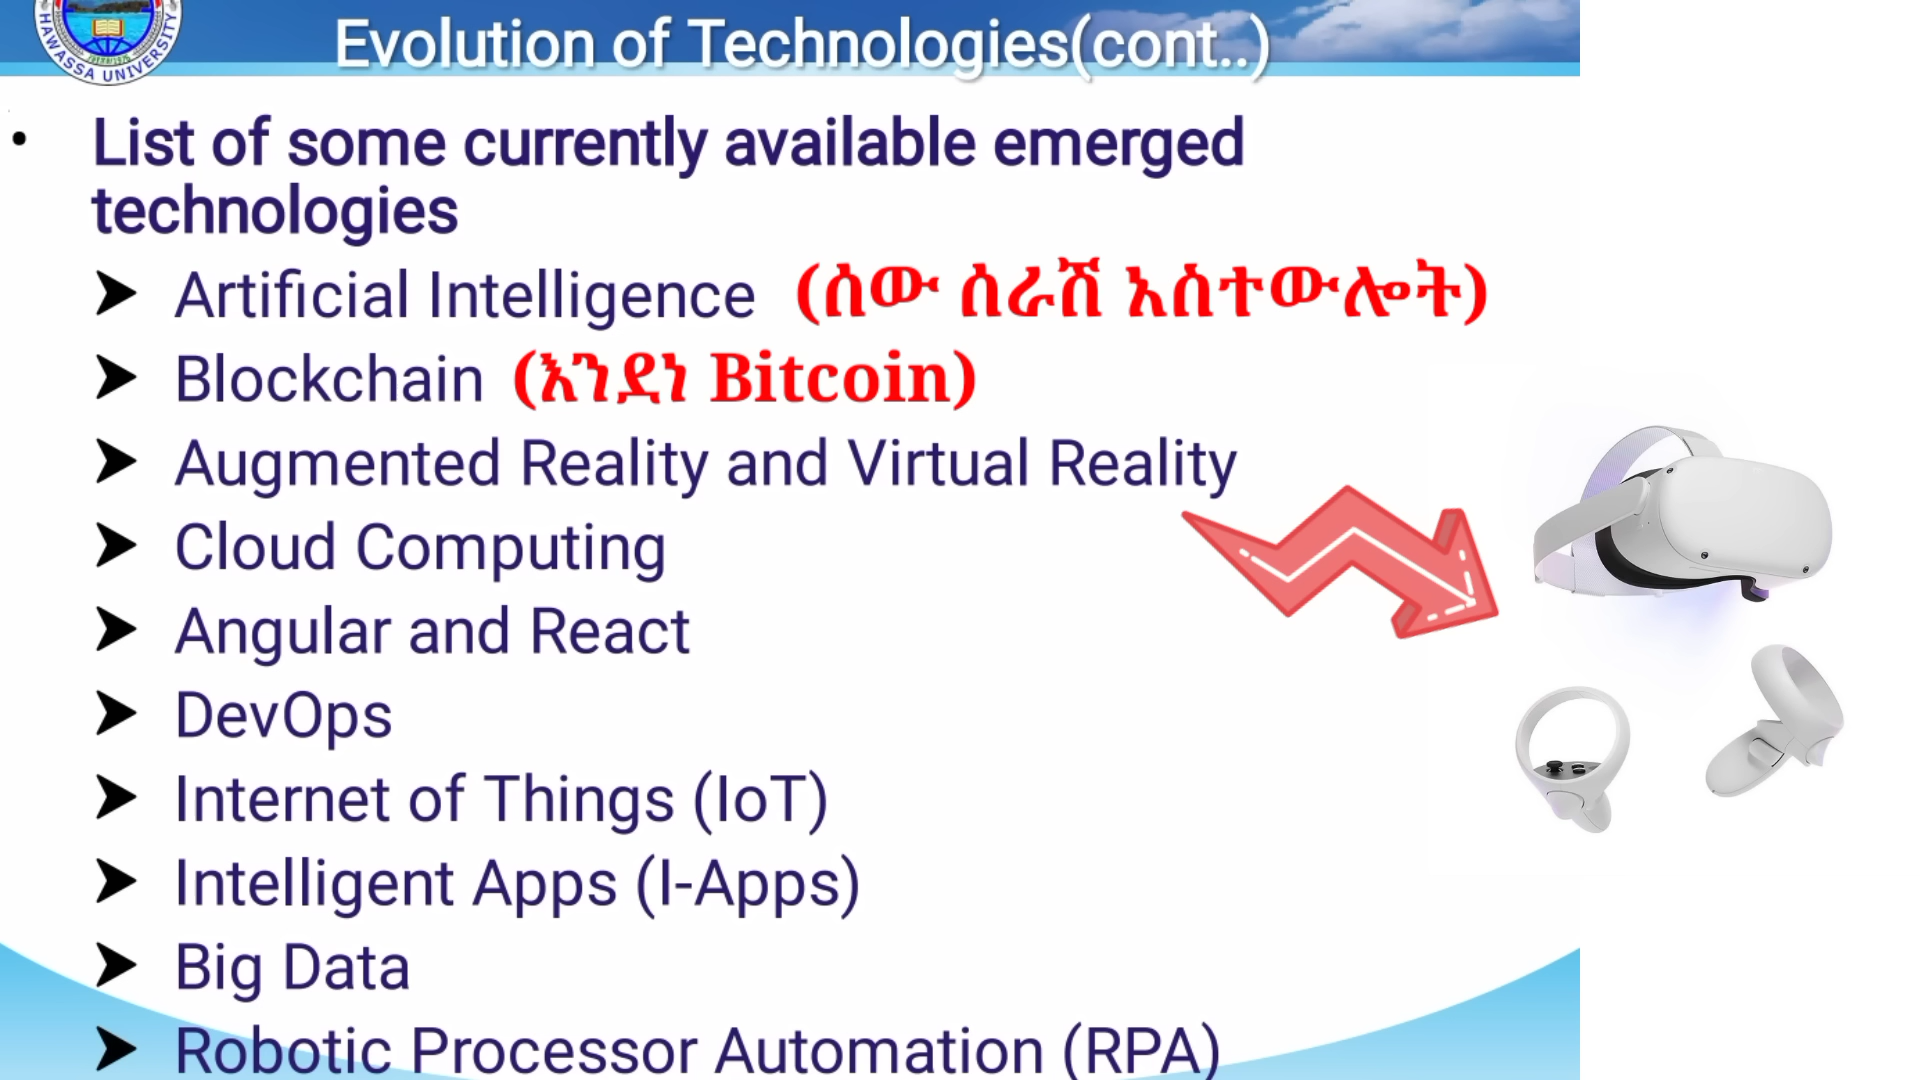 HAWASSA UNIVERSITY
Evolution of Technologies(cont..)
• List of some currently available emerged
technologies
➤ Artificial Intelligence (ሰው ሰራሽ አስተውሎት)
➤ Blockchain (እንደነ Bitcoin)
➤ Augmented Reality and Virtual Reality
➤ Cloud Computing
➤ Angular and React
➤ DevOps
➤ Internet of Things (IoT)
➤ Intelligent Apps (I-Apps)
➤ Big Data
➤ Robotic Processor Automation (RPA)